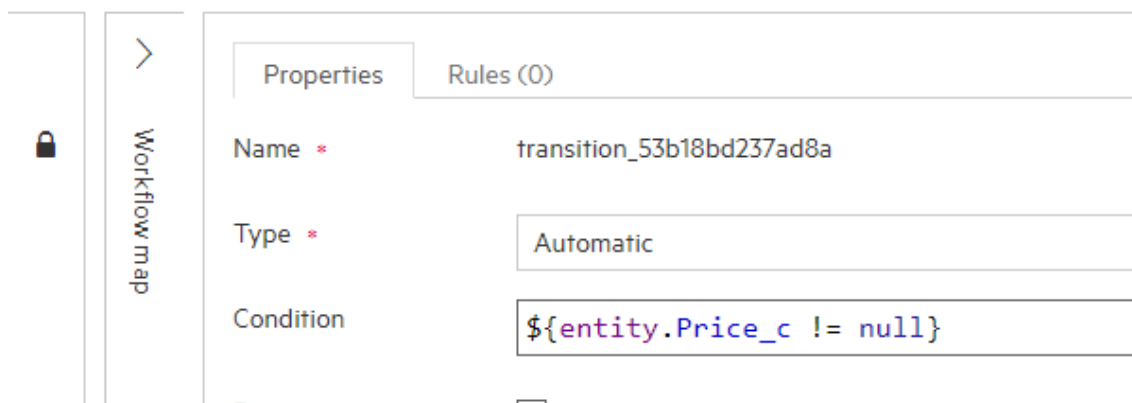 Workflow map
Properties Rules (0)
Name * transition_53b18bd237ad8a
Type * Automatic
Condition ${entity.Price_c != null}